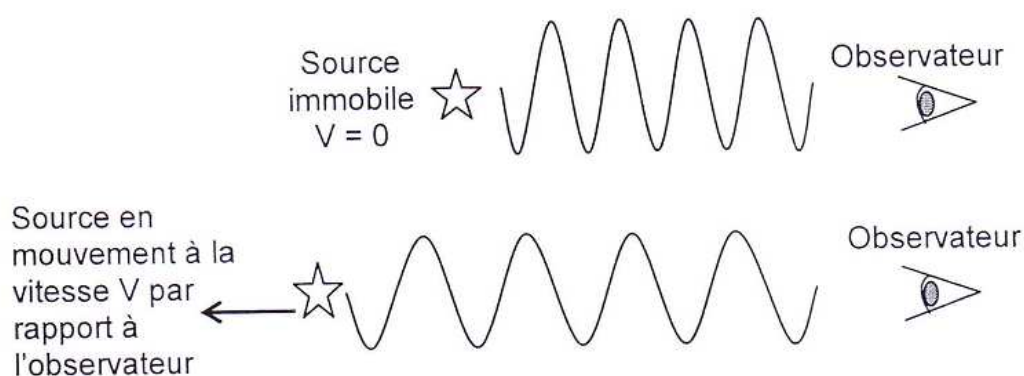 Source
immobile
V = 0
Observateur
Source en
mouvement à la
vitesse V par
rapport à
l'observateur
Observateur